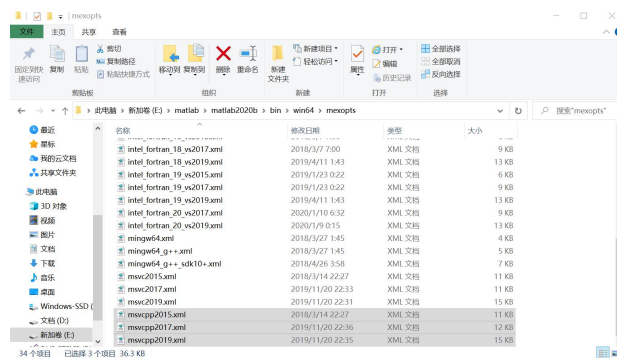 mexopts
文件 主页 共享 查看
固定到快速访问 复制 粘贴 剪切 复制路径 粘贴快捷方式 移动到 复制到 删除 重命名 新建文件夹 新建项目 轻松访问 属性 打开 编辑 历史记录 全部选择 全部取消 反向选择
剪贴板 组织 新建 打开 选择
此电脑 › 新加卷 (E:) › matlab › matlab2020b › bin › win64 › mexopts 搜索"mexopts"
名称 修改日期 类型 大小
最近
星标
我的云文档
共享文件夹
此电脑
3D 对象
视频
图片
文档
下载
音乐
桌面
Windows-SSD (
文档 (D:)
新加卷 (E:)
intel_fortran_18_vs2017.xml 2018/3/7 7:00 XML 文档 9 KB
intel_fortran_18_vs2019.xml 2019/4/11 1:43 XML 文档 13 KB
intel_fortran_19_vs2015.xml 2019/1/23 0:22 XML 文档 6 KB
intel_fortran_19_vs2017.xml 2019/1/23 0:22 XML 文档 9 KB
intel_fortran_19_vs2019.xml 2019/4/11 1:43 XML 文档 13 KB
intel_fortran_20_vs2017.xml 2020/1/10 6:32 XML 文档 9 KB
intel_fortran_20_vs2019.xml 2020/1/9 0:15 XML 文档 13 KB
mingw64.xml 2018/3/27 1:45 XML 文档 4 KB
mingw64_g++.xml 2018/3/27 1:45 XML 文档 5 KB
mingw64_g++_sdk10+.xml 2018/4/26 3:58 XML 文档 7 KB
msvc2015.xml 2018/3/14 22:27 XML 文档 11 KB
msvc2017.xml 2019/11/20 22:31 XML 文档 11 KB
msvc2019.xml 2019/11/20 22:33 XML 文档 15 KB
msvcpp2015.xml 2018/3/14 22:27 XML 文档 11 KB
msvcpp2017.xml 2019/11/20 22:36 XML 文档 12 KB
msvcpp2019.xml 2019/11/20 22:35 XML 文档 15 KB
34 个项目 已选择 3 个项目 36.3 KB